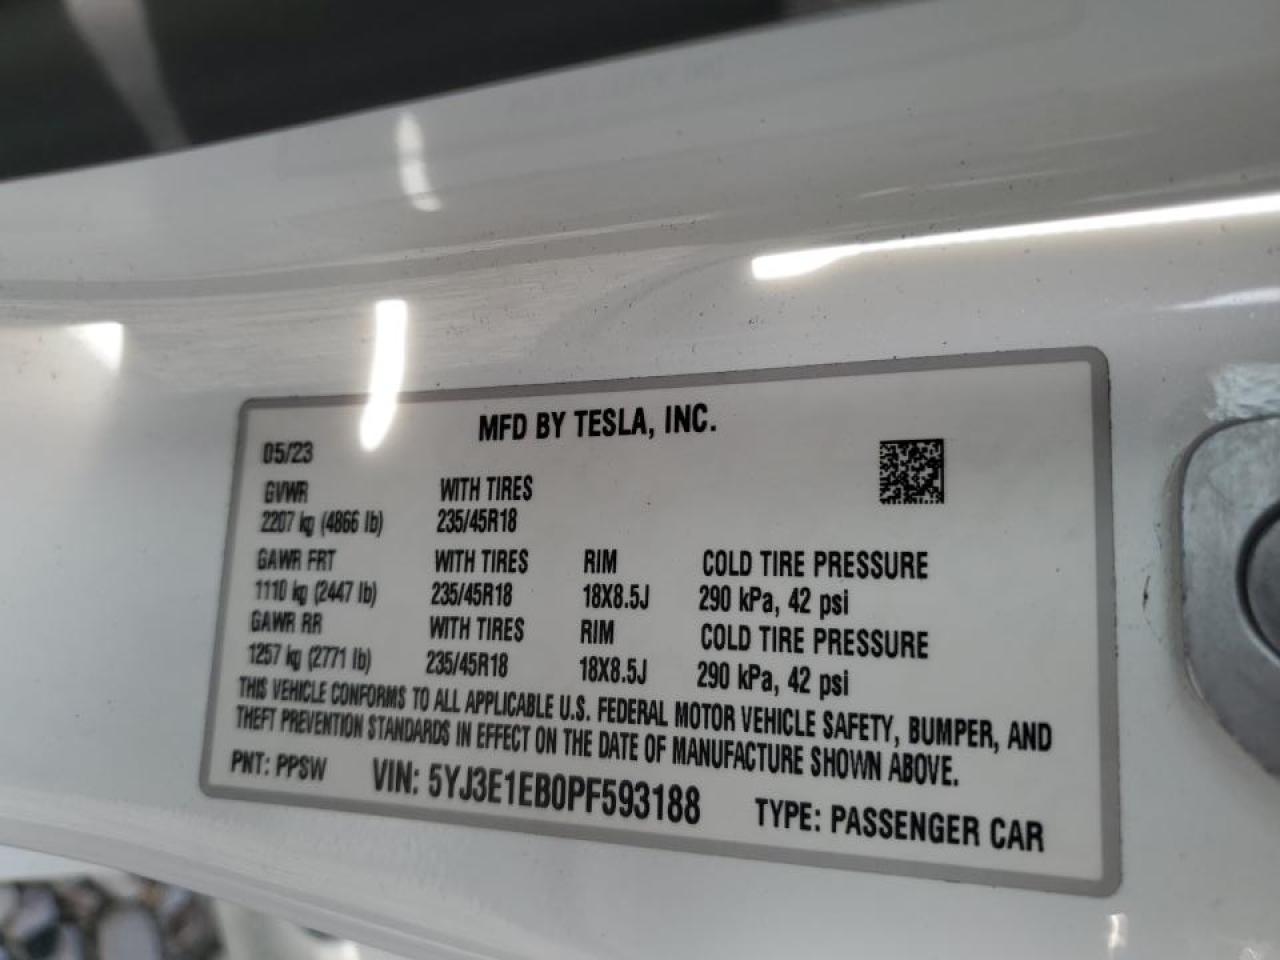 MFD BY TESLA, INC.
05/23
GVWR WITH TIRES
2207 kg (4866 lb) 235/45R18
GAWR FRT WITH TIRES RIM COLD TIRE PRESSURE
1110 kg (2447 lb) 235/45R18 18X8.5J 290 kPa, 42 psi
GAWR RR WITH TIRES RIM COLD TIRE PRESSURE
1257 kg (2771 lb) 235/45R18 18X8.5J 290 kPa, 42 psi
THIS VEHICLE CONFORMS TO ALL APPLICABLE U.S. FEDERAL MOTOR VEHICLE SAFETY, BUMPER, AND
THEFT PREVENTION STANDARDS IN EFFECT ON THE DATE OF MANUFACTURE SHOWN ABOVE.
PNT: PPSW VIN: 5YJ3E1EB0PF593188 TYPE: PASSENGER CAR